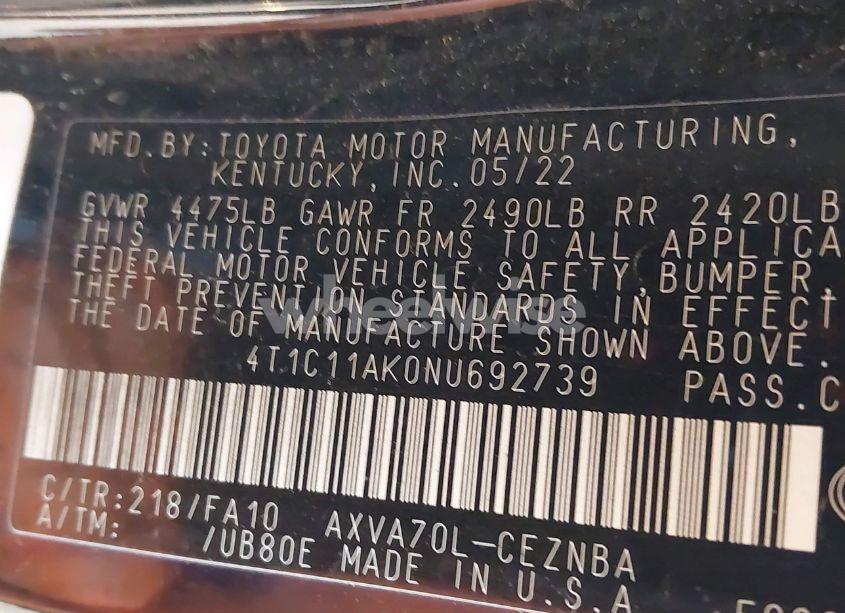 MFD. BY: TOYOTA MOTOR MANUFACTURING,
KENTUCKY, INC. 05/22
GVWR 4475LB GAWR FR 2490LB RR 2420LB
THIS VEHICLE CONFORMS TO ALL APPLICA
FEDERAL MOTOR VEHICLE SAFETY, BUMPER,
THEFT PREVENTION STANDARDS IN EFFECT
THE DATE OF MANUFACTURE SHOWN ABOVE.
wheelwise
4T1C11AK0NU692739 PASS.C
C/TR:218/FA10 AXVA70L-CEZNBA
A/TM: /UB80E MADE IN U.S.A